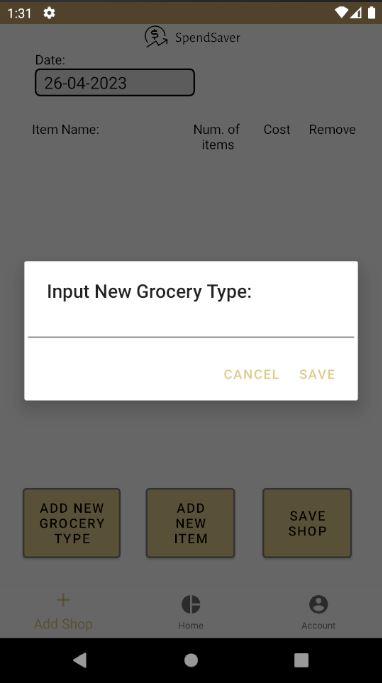 1:31
SpendSaver
Date:
26-04-2023
Item Name:
Num. of
items
Cost
Remove
Input New Grocery Type:
CANCEL
SAVE
ADD NEW
GROCERY
TYPE
ADD
NEW
ITEM
SAVE
SHOP
Add Shop
Home
Account